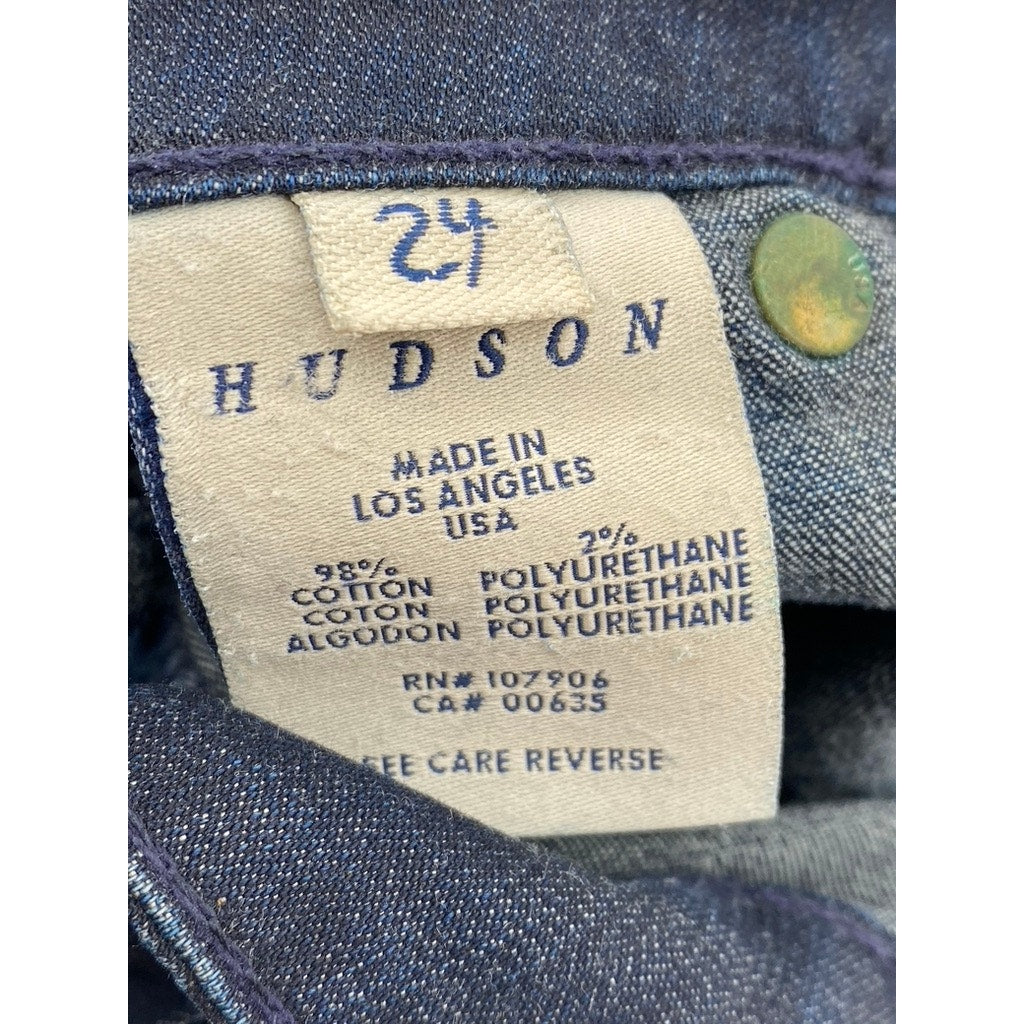 24
HUDSON
MADE IN
LOS ANGELES
USA
98% 2%
COTTON POLYURETHANE
COTON POLYURETHANE
ALGODON POLYURETHANE
RN# 107906
CA# 00635
SEE CARE REVERSE